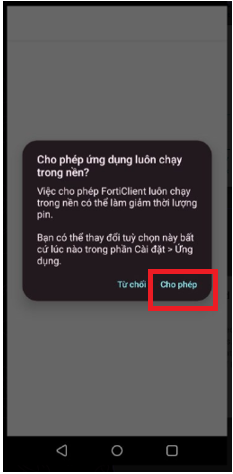 Cho phép ứng dụng luôn chạy
trong nền?
Việc cho phép FortiClient luôn chạy
trong nền có thể làm giảm thời lượng
pin.
Bạn có thể thay đổi tuỳ chọn này bất
cứ lúc nào trong phần Cài đặt > Ứng
dụng.
Từ chối Cho phép